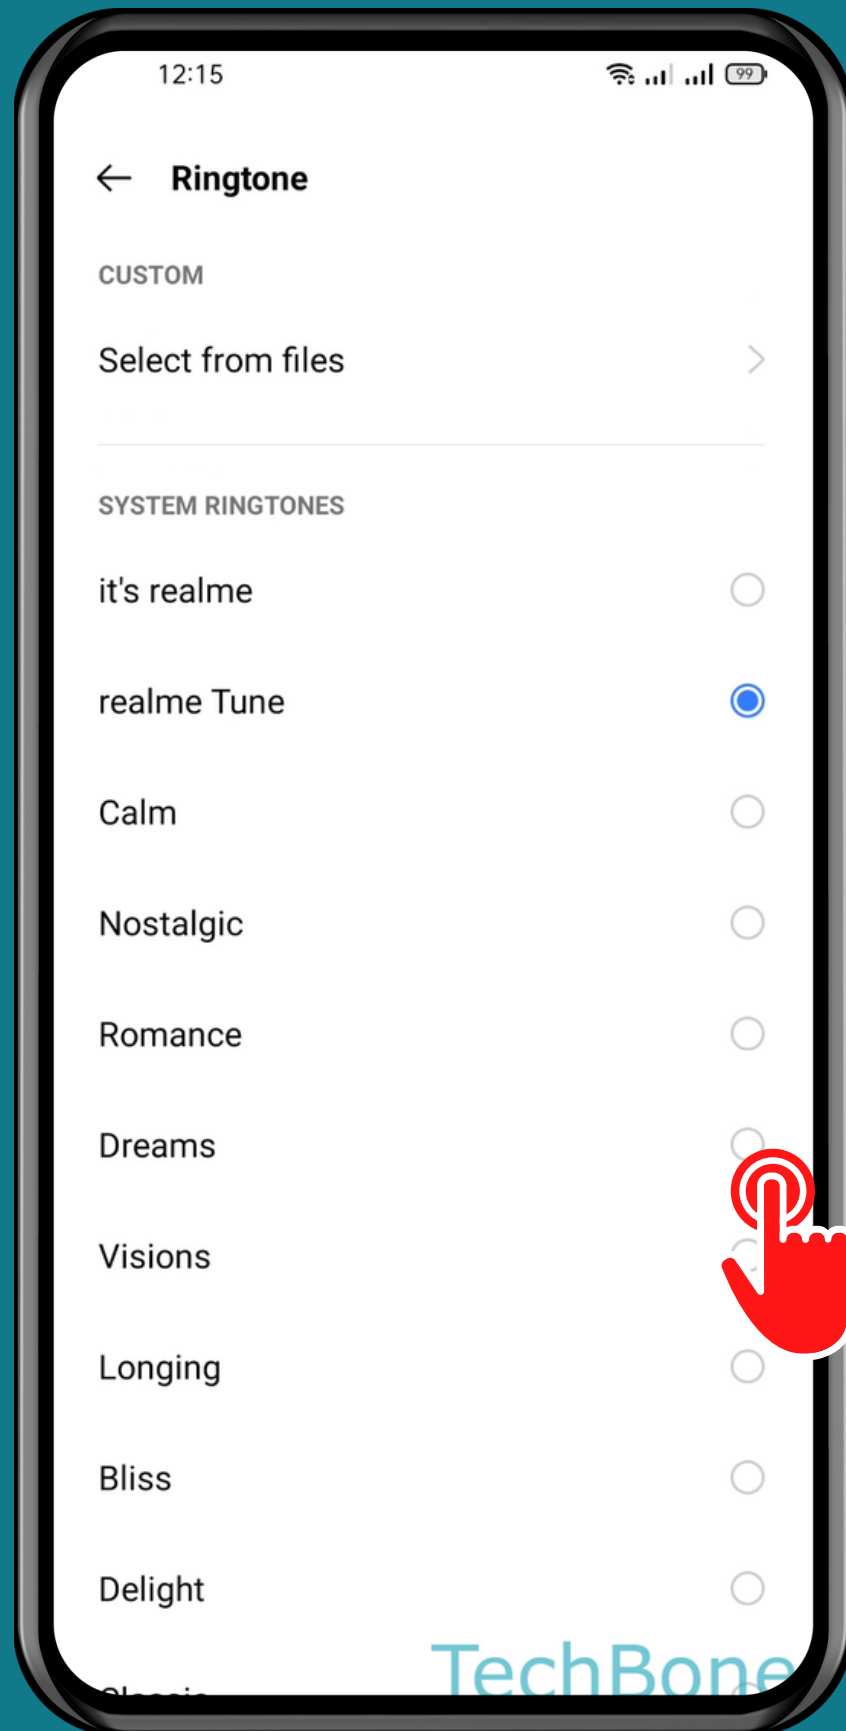 12:15
99
Ringtone
CUSTOM
Select from files
SYSTEM RINGTONES
it's realme
realme Tune
Calm
Nostalgic
Romance
Dreams
Visions
Longing
Bliss
Delight
Classic
TechBone